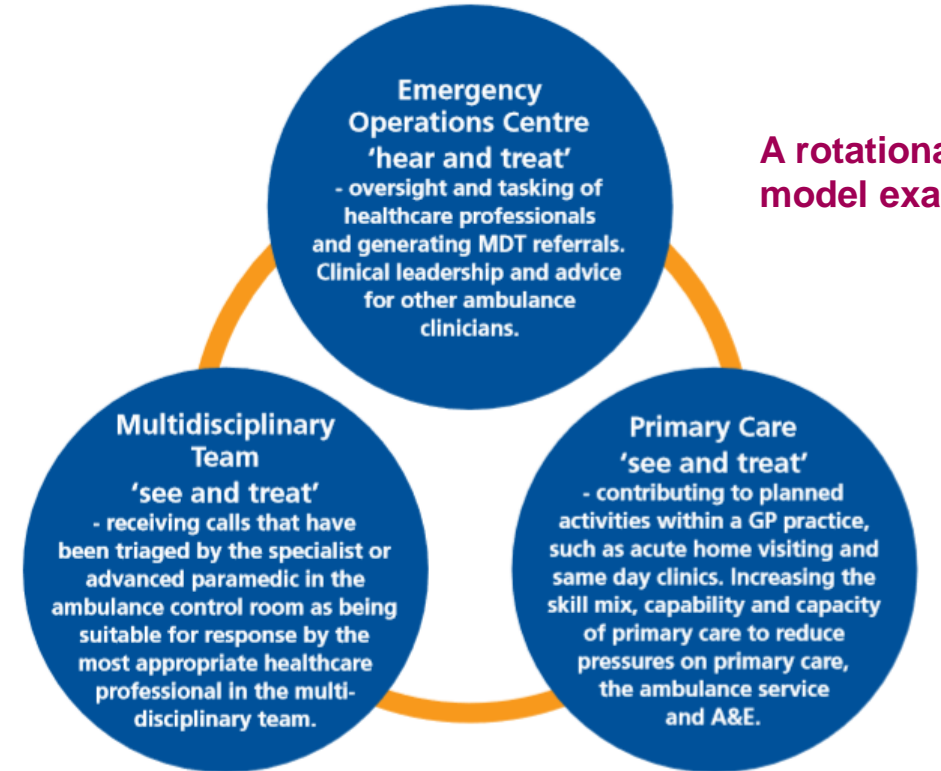 Emergency
Operations Centre
‘hear and treat’
- oversight and tasking of
healthcare professionals
and generating MDT referrals.
Clinical leadership and advice
for other ambulance
clinicians.
A rotationa
model exa
Multidisciplinary
Team
‘see and treat’
- receiving calls that have
been triaged by the specialist or
advanced paramedic in the
ambulance control room as being
suitable for response by the
most appropriate healthcare
professional in the multi-
disciplinary team.
Primary Care
‘see and treat’
- contributing to planned
activities within a GP practice,
such as acute home visiting and
same day clinics. Increasing the
skill mix, capability and capacity
of primary care to reduce
pressures on primary care,
the ambulance service
and A&E.